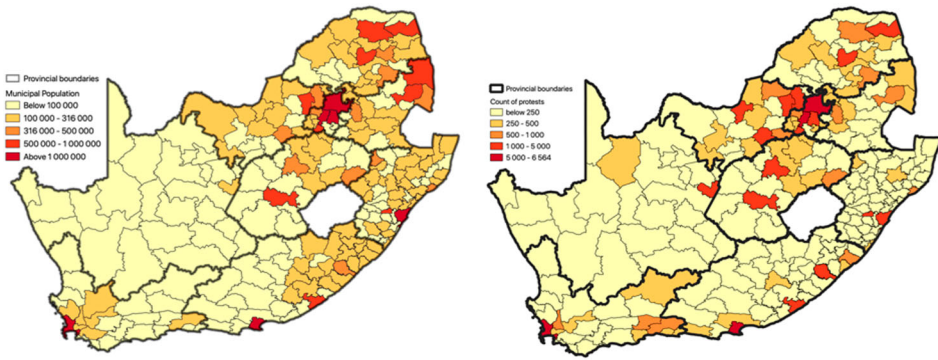 Provincial boundaries
Municipal Population
Below 100 000
100 000 - 316 000
316 000 - 500 000
500 000 - 1 000 000
Above 1 000 000
Provincial boundaries
Count of protests
below 250
250 - 500
500 - 1000
1 000 - 5 000
5 000 - 6 564